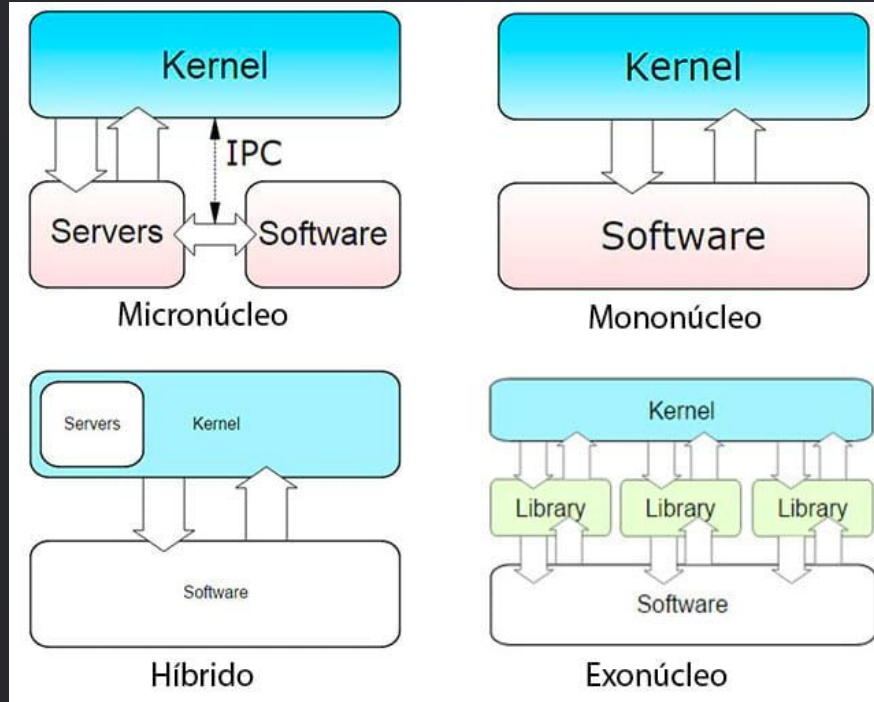 Kernel
IPC
Servers
Software
Micronúcleo
Kernel
Software
Mononúcleo
Servers
Kernel
Software
Híbrido
Kernel
Library
Library
Library
Software
Exonúcleo